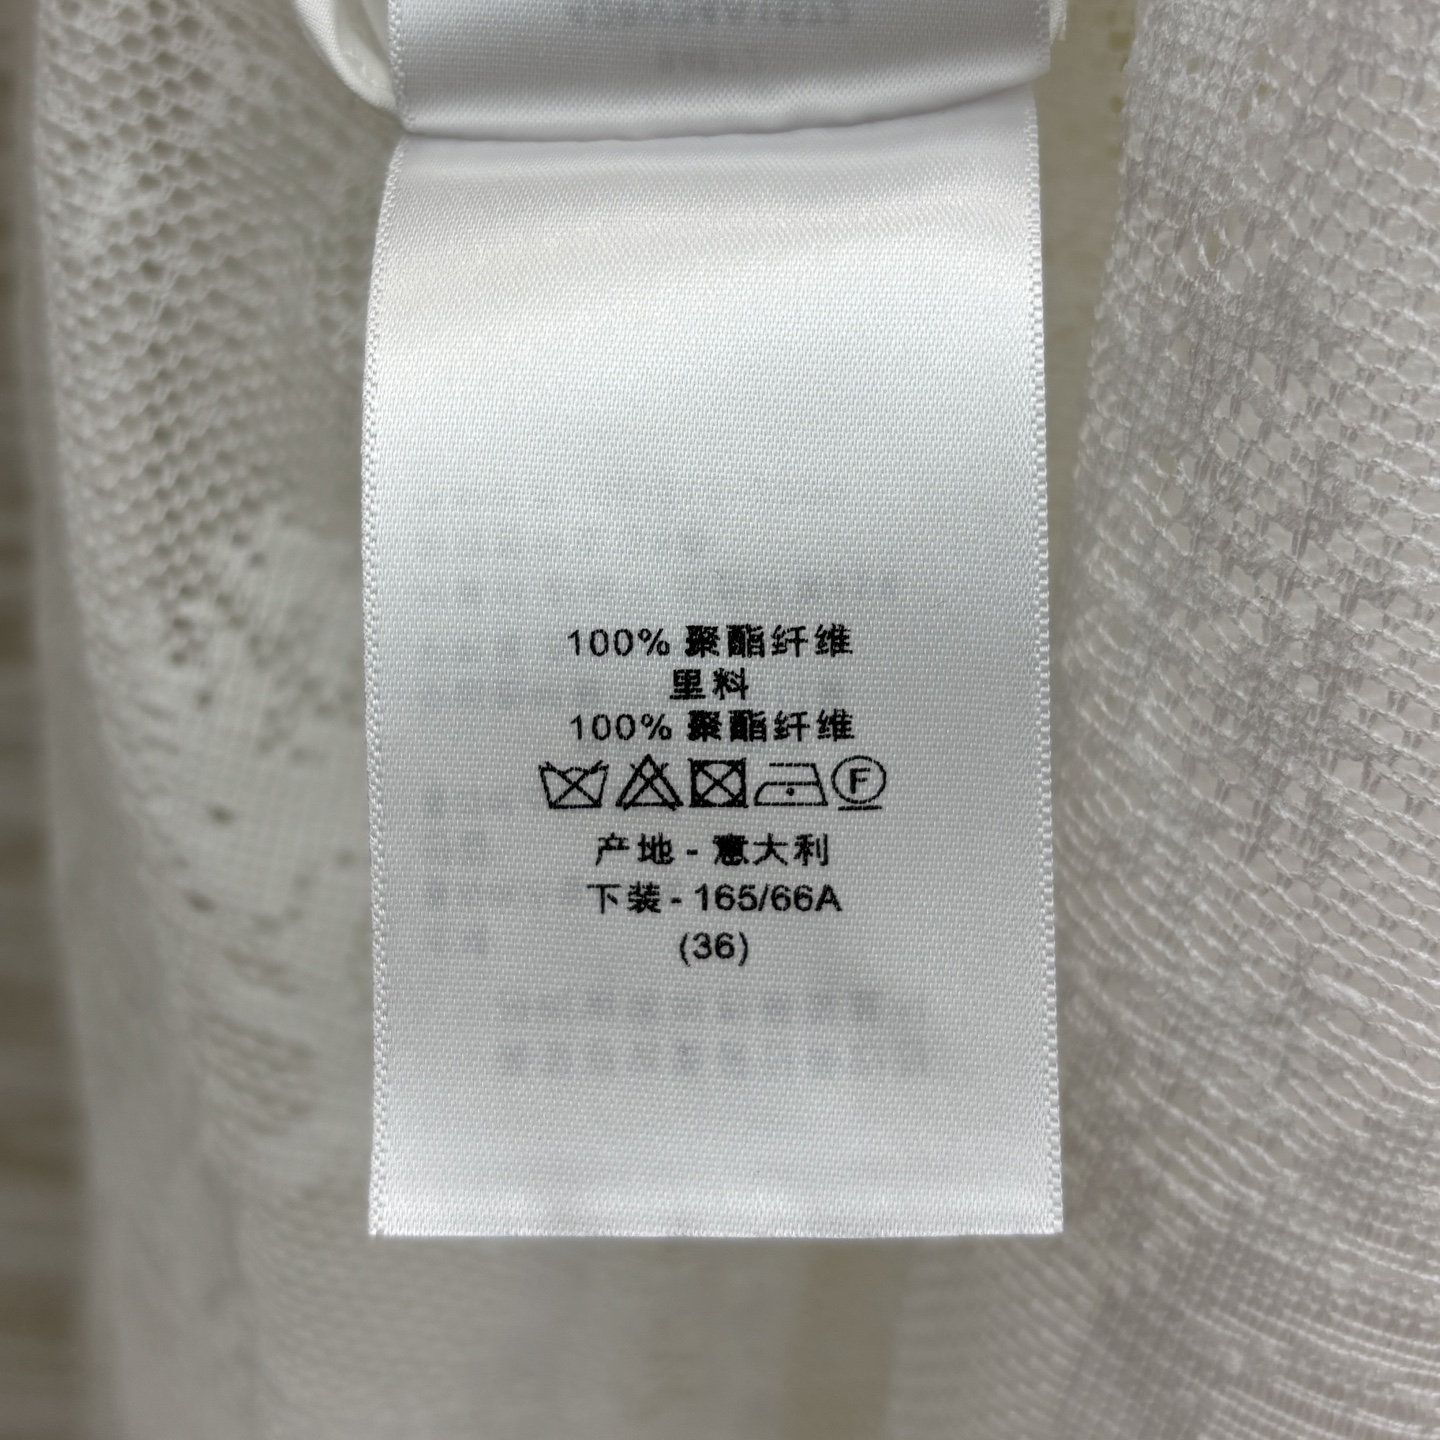 100% 聚酯纤维
里料
100% 聚酯纤维
F
产地 - 意大利
下装 - 165/66A
(36)